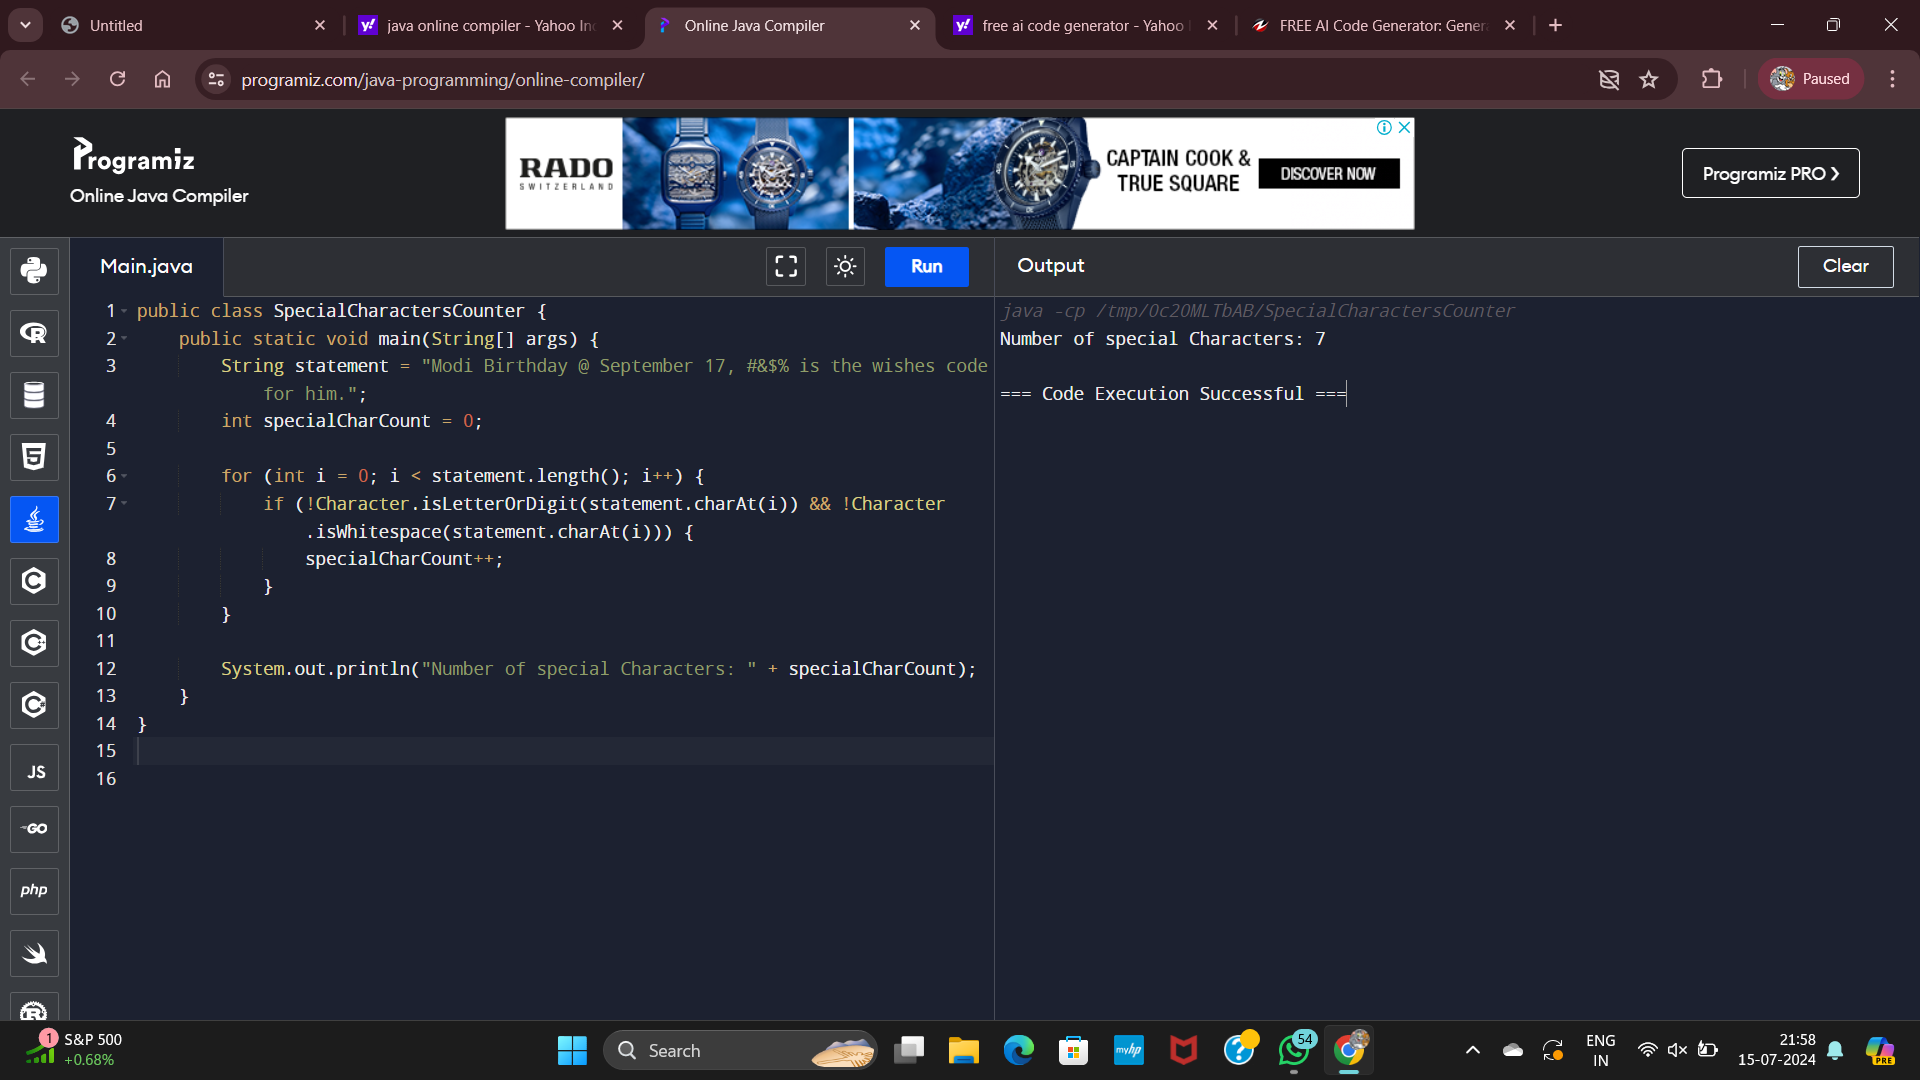 Untitled
java online compiler - Yahoo In
Online Java Compiler
free ai code generator - Yahoo
FREE AI Code Generator: Gener
programiz.com/java-programming/online-compiler/
Paused
Programiz
Online Java Compiler
RADO
SWITZERLAND
CAPTAIN COOK &
TRUE SQUARE
DISCOVER NOW
Programiz PRO
Main.java
Run
Output
Clear
1 public class SpecialCharactersCounter {
2 public static void main(String[] args) {
3 String statement = "Modi Birthday @ September 17, #&$% is the wishes code
for him.";
4 int specialCharCount = 0;
5
6 for (int i = 0; i < statement.length(); i++) {
7 if (!Character.isLetterOrDigit(statement.charAt(i)) && !Character
.isWhitespace(statement.charAt(i))) {
8 specialCharCount++;
9 }
10 }
11
12 System.out.println("Number of special Characters: " + specialCharCount);
13 }
14 }
15
16
java -cp /tmp/0c2OMLTbAB/SpecialCharactersCounter
Number of special Characters: 7
=== Code Execution Successful ===
JS
GO
php
1
S&P 500
+0.68%
Search
myhp
54
ENG
IN
21:58
15-07-2024
PRE